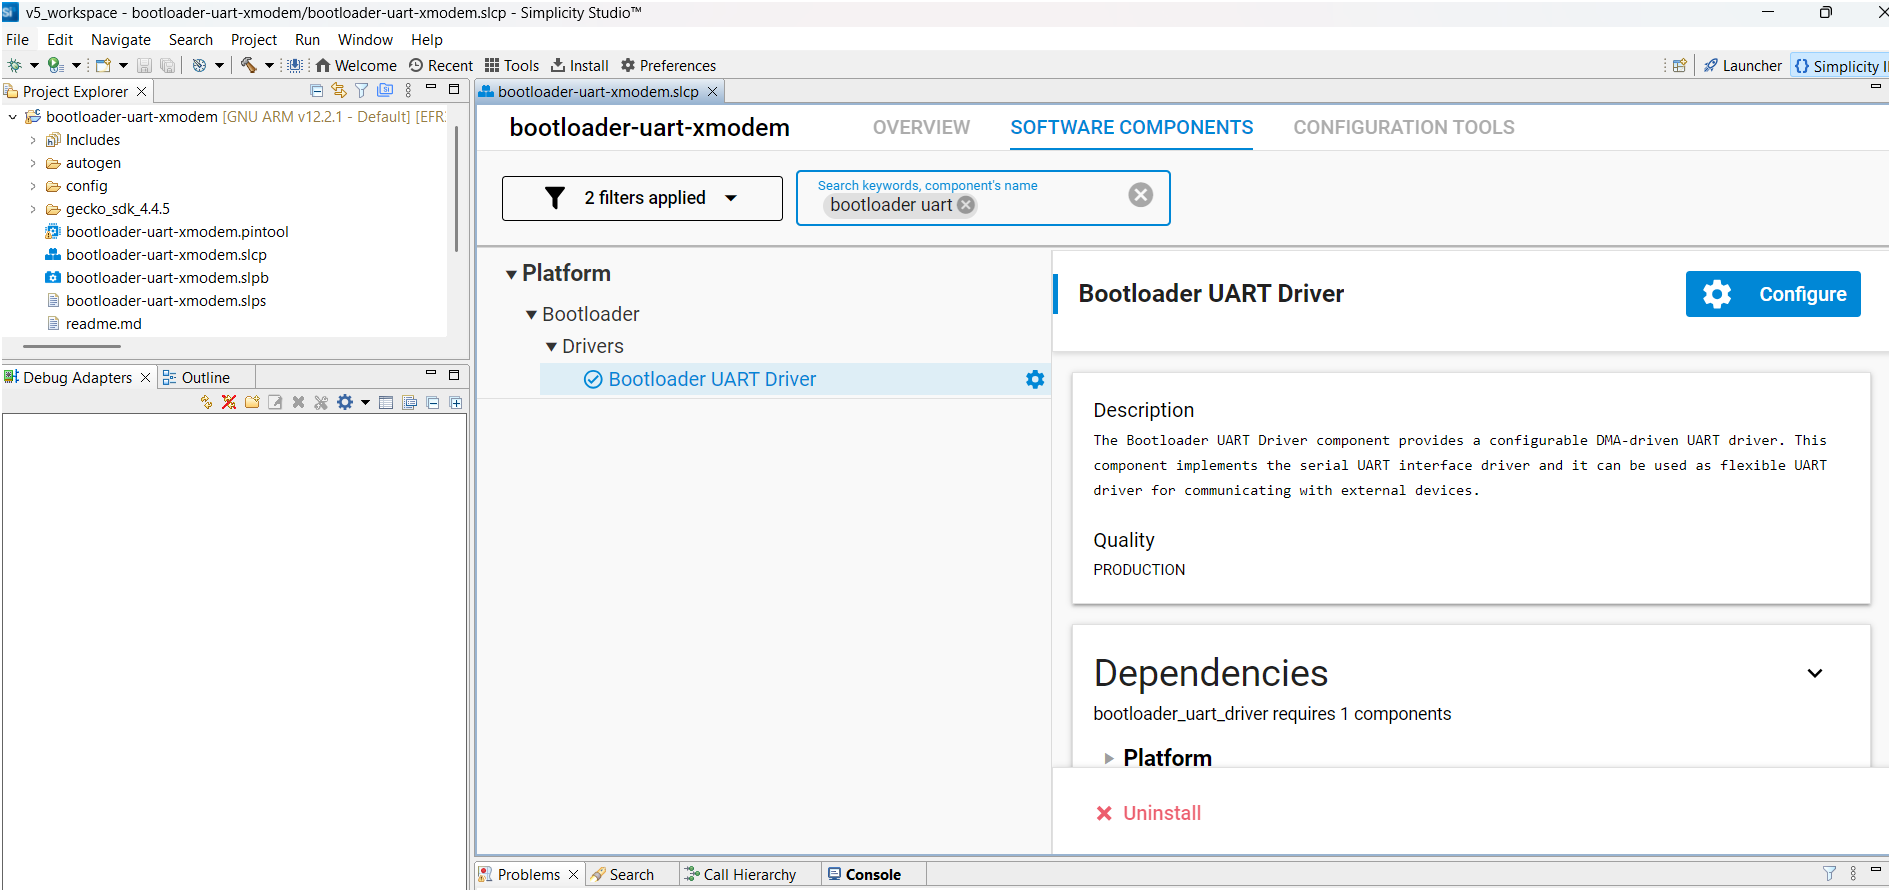 v5_workspace - bootloader-uart-xmodem/bootloader-uart-xmodem.slcp - Simplicity Studio™
File Edit Navigate Search Project Run Window Help
Welcome Recent Tools Install Preferences Launcher Simplicity I
Project Explorer
bootloader-uart-xmodem [GNU ARM v12.2.1 - Default] [EFR
Includes
autogen
config
gecko_sdk_4.4.5
bootloader-uart-xmodem.pintool
bootloader-uart-xmodem.slcp
bootloader-uart-xmodem.slpb
bootloader-uart-xmodem.slps
readme.md
Debug Adapters Outline
bootloader-uart-xmodem.slcp
bootloader-uart-xmodem OVERVIEW SOFTWARE COMPONENTS CONFIGURATION TOOLS
2 filters applied
Search keywords, component's name
bootloader uart
Platform
Bootloader
Drivers
Bootloader UART Driver
Bootloader UART Driver
Configure
Description
The Bootloader UART Driver component provides a configurable DMA-driven UART driver. This
component implements the serial UART interface driver and it can be used as flexible UART
driver for communicating with external devices.
Quality
PRODUCTION
Dependencies
bootloader_uart_driver requires 1 components
Platform
Uninstall
Problems Search Call Hierarchy Console